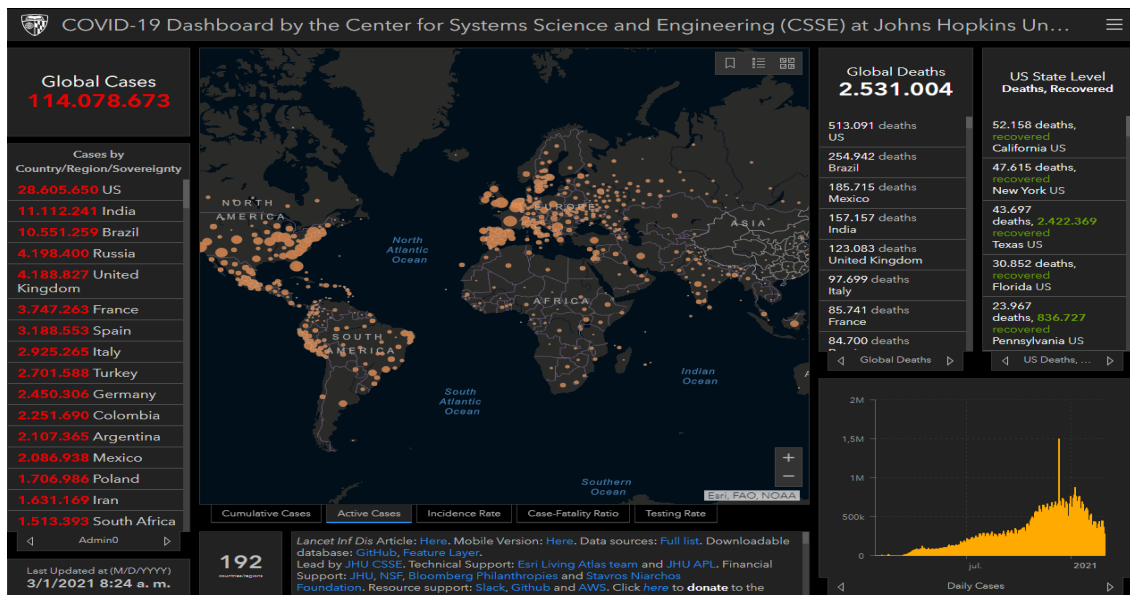 COVID-19 Dashboard by the Center for Systems Science and Engineering (CSSE) at Johns Hopkins Un...
Global Cases
114.078.673
Cases by
Country/Region/Sovereignty
28.605.650 US
11.112.241 India
10.551.259 Brazil
4.198.400 Russia
4.188.827 United
Kingdom
3.747.263 France
3.188.553 Spain
2.925.265 Italy
2.701.588 Turkey
2.450.306 Germany
2.251.690 Colombia
2.107.365 Argentina
2.086.938 Mexico
1.706.986 Poland
1.631.169 Iran
1.513.393 South Africa
Admin0
Last Updated at (M/D/YYYY)
3/1/2021 8:24 a. m.
NORTH
AMERICA
North
Atlantic
Ocean
EUROPE
ASIA
AFRICA
SOUTH
AMERICA
Indian
Ocean
South
Atlantic
Ocean
Southern
Ocean
A
Esri, FAO, NOAA
Cumulative Cases
Active Cases
Incidence Rate
Case-Fatality Ratio
Testing Rate
192
countries/regions
Lancet Inf Dis Article: Here. Mobile Version: Here. Data sources: Full list. Downloadable
database: GitHub, Feature Layer.
Lead by JHU CSSE. Technical Support: Esri Living Atlas team and JHU APL. Financial
Support: JHU, NSF, Bloomberg Philanthropies and Stavros Niarchos
Foundation. Resource support: Slack, Github and AWS. Click here to donate to the
Global Deaths
2.531.004
513.091 deaths
US
254.942 deaths
Brazil
185.715 deaths
Mexico
157.157 deaths
India
123.083 deaths
United Kingdom
97.699 deaths
Italy
85.741 deaths
France
84.700 deaths
Global Deaths
US State Level
Deaths, Recovered
52.158 deaths,
recovered
California US
47.615 deaths,
recovered
New York US
43.697
deaths, 2.422.369
recovered
Texas US
30.852 deaths,
recovered
Florida US
23.967
deaths, 836.727
recovered
Pennsylvania US
US Deaths, ...
2M
1,5M
1M
500k
0
jul.
2021
Daily Cases